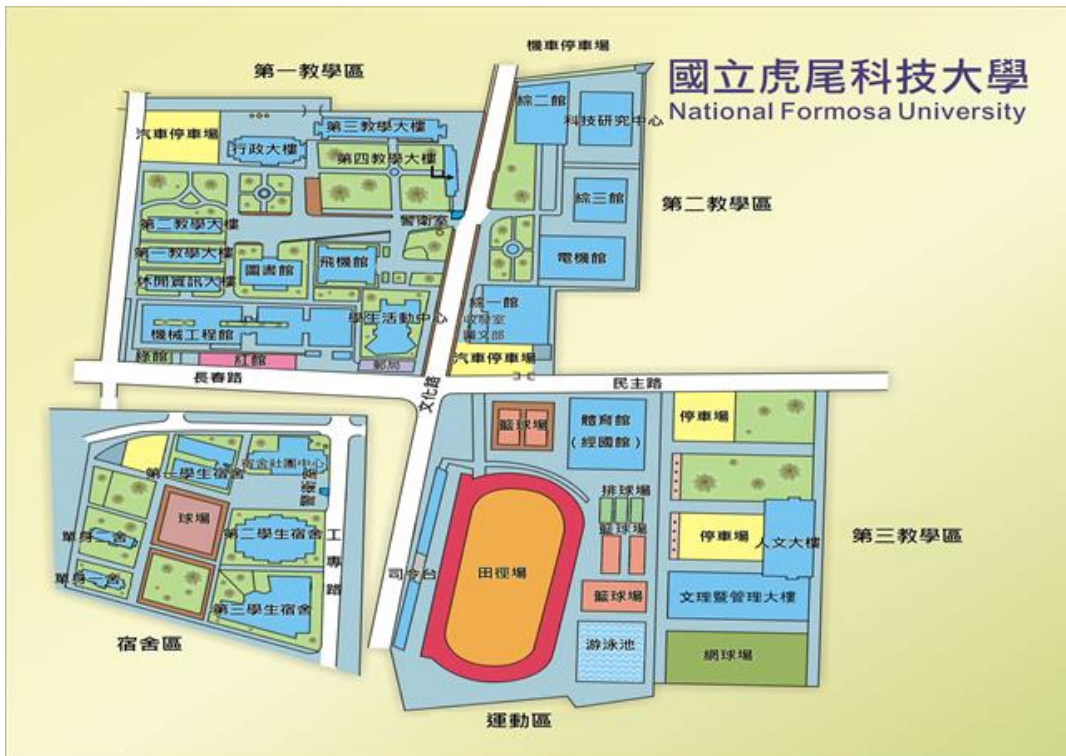 機車停車場
國立虎尾科技大學
National Formosa University
第一教學區
綜二館
科技研究中心
汽車停車場
第三教學大樓
行政大樓
第四教學大樓
綜三館
第二教學區
警衛室
第二教學大樓
第一教學大樓
圖書館
飛機館
電機館
休閒資訊大樓
綜一館
收發室
圖文部
學生活動中心
機械工程館
綠館
紅館
郵局
汽車停車場
長春路
民主路
文化路
籃球場
體育館
(經國館)
停車場
第一學生宿舍
宿舍社團中心
警衛室
排球場
球場
第二學生宿舍
籃球場
停車場
人文大樓
第三教學區
單身二舍
工專路
司令台
田徑場
單身一舍
第三學生宿舍
籃球場
文理暨管理大樓
宿舍區
游泳池
網球場
運動區